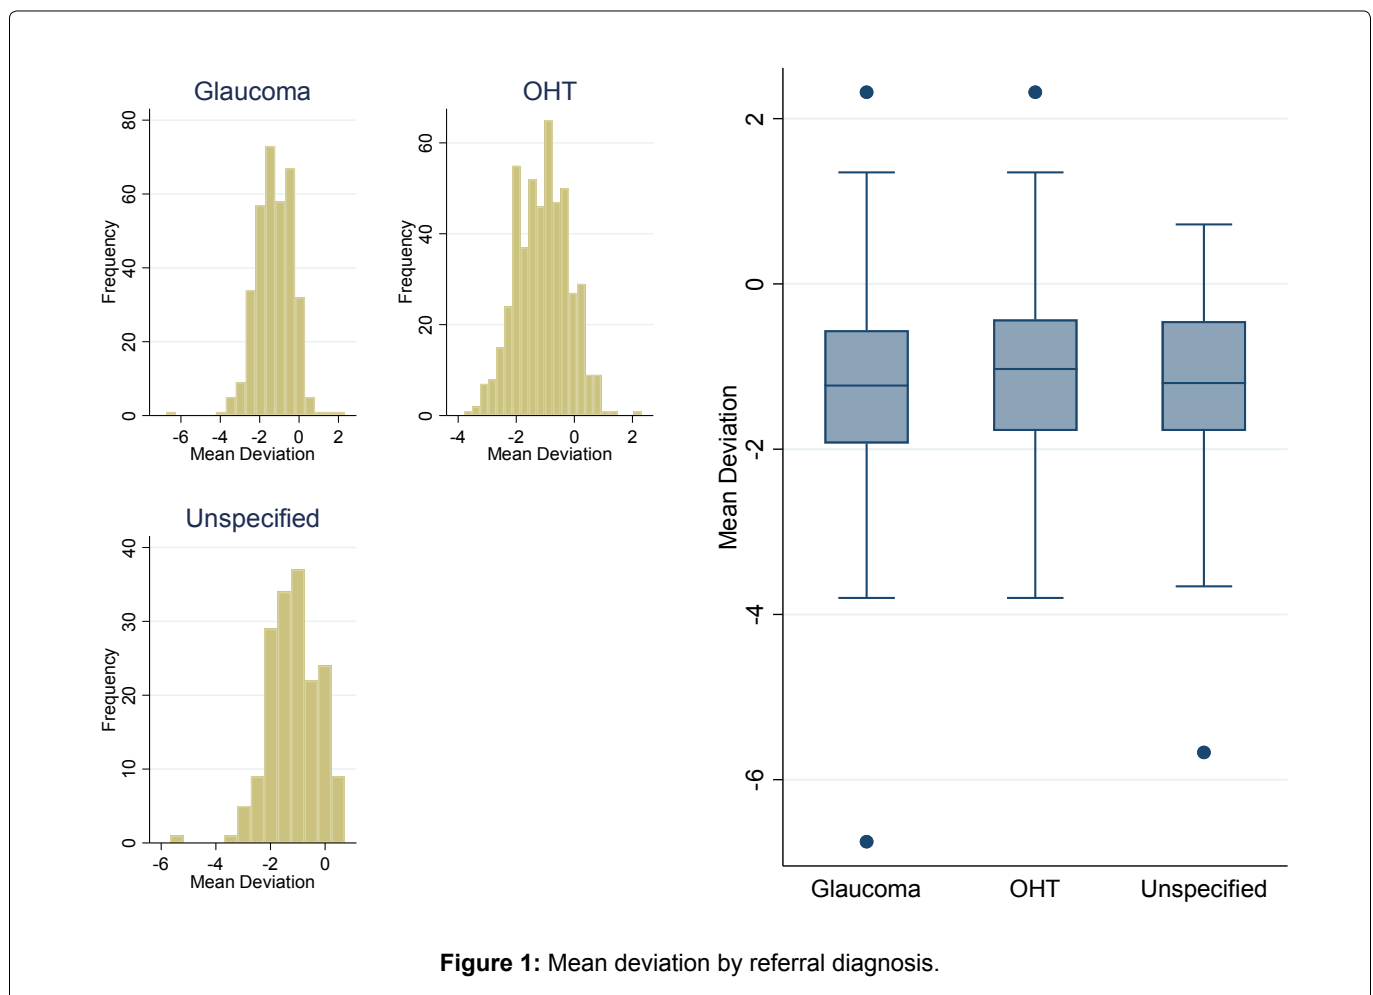 Glaucoma
80
60
40
20
0
Frequency
-6 -4 -2 0 2
Mean Deviation
OHT
60
40
20
0
Frequency
-4 -2 0 2
Mean Deviation
Unspecified
40
30
20
10
0
Frequency
-6 -4 -2 0
Mean Deviation
2
0
-2
-4
-6
Mean Deviation
Glaucoma OHT Unspecified
Figure 1: Mean deviation by referral diagnosis.